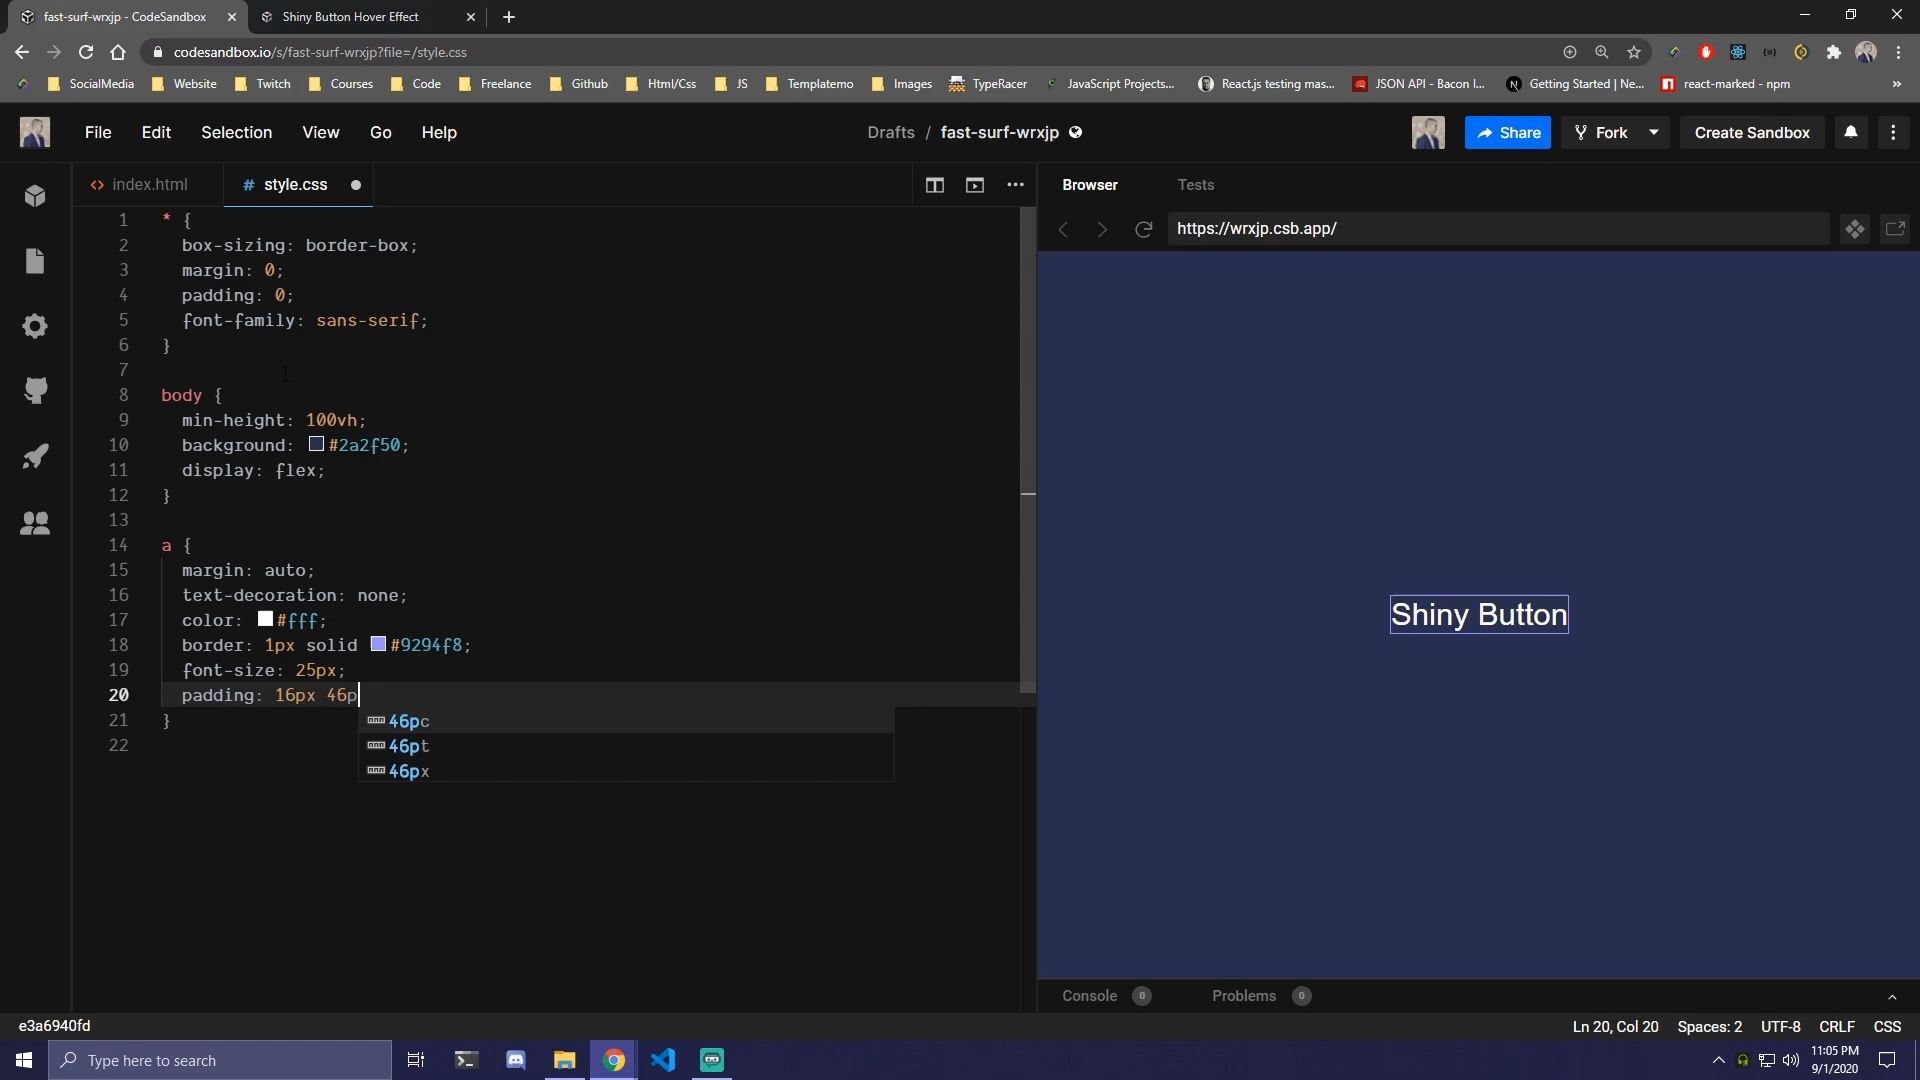 fast-surf-wrxjp - CodeSandbox
Shiny Button Hover Effect
codesandbox.io/s/fast-surf-wrxjp?file=/style.css
SocialMedia Website Twitch Courses Code Freelance Github Html/Css JS Templatemo Images TypeRacer JavaScript Projects... React.js testing mas... JSON API - Bacon I... Getting Started | Ne... react-marked - npm »
File Edit Selection View Go Help
Drafts / fast-surf-wrxjp
Share Fork Create Sandbox
<> index.html # style.css
Browser Tests
https://wrxjp.csb.app/
1 * {
2 box-sizing: border-box;
3 margin: 0;
4 padding: 0;
5 font-family: sans-serif;
6 }
7
8 body {
9 min-height: 100vh;
10 background: #2a2f50;
11 display: flex;
12 }
13
14 a {
15 margin: auto;
16 text-decoration: none;
17 color: #fff;
18 border: 1px solid #9294f8;
19 font-size: 25px;
20 padding: 16px 46p
21 }
22
46pc
46pt
46px
Shiny Button
Console 0 Problems 0
e3a6940fd
Ln 20, Col 20 Spaces: 2 UTF-8 CRLF CSS
Type here to search
11:05 PM
9/1/2020